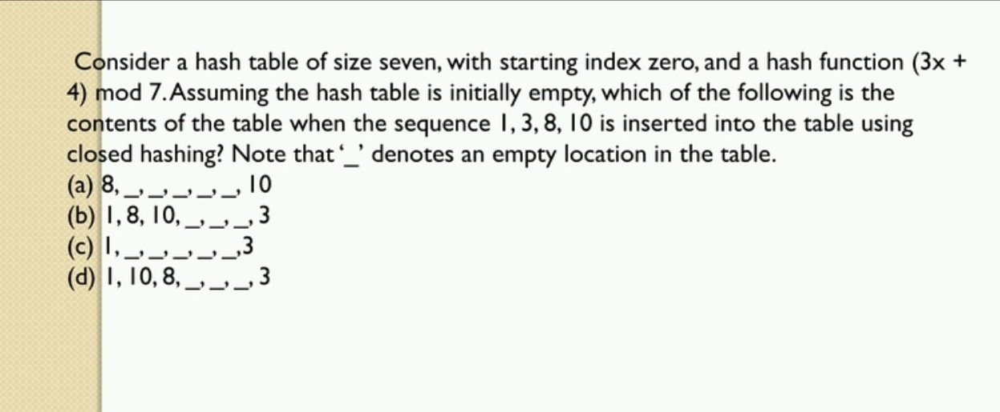 Consider a hash table of size seven, with starting index zero, and a hash function (3x +
4) mod 7.Assuming the hash table is initially empty, which of the following is the
contents of the table when the sequence 1, 3, 8, 10 is inserted into the table using
closed hashing? Note that ‘_’ denotes an empty location in the table.
(a) 8, _, _, _, _, _, 10
(b) 1, 8, 10, _, _, _, 3
(c) 1, _, _, _, _, _,3
(d) 1, 10, 8, _, _, _, 3